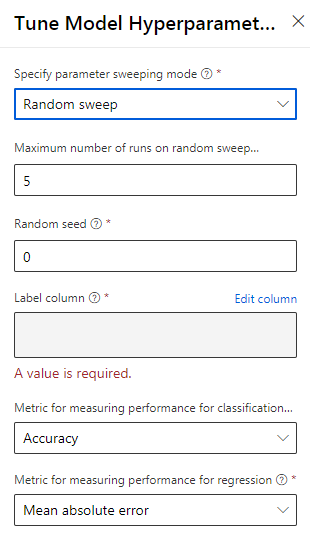 Tune Model Hyperparamet...
Specify parameter sweeping mode *
Random sweep
Maximum number of runs on random sweep...
5
Random seed *
0
Label column * Edit column
A value is required.
Metric for measuring performance for classification...
Accuracy
Metric for measuring performance for regression *
Mean absolute error